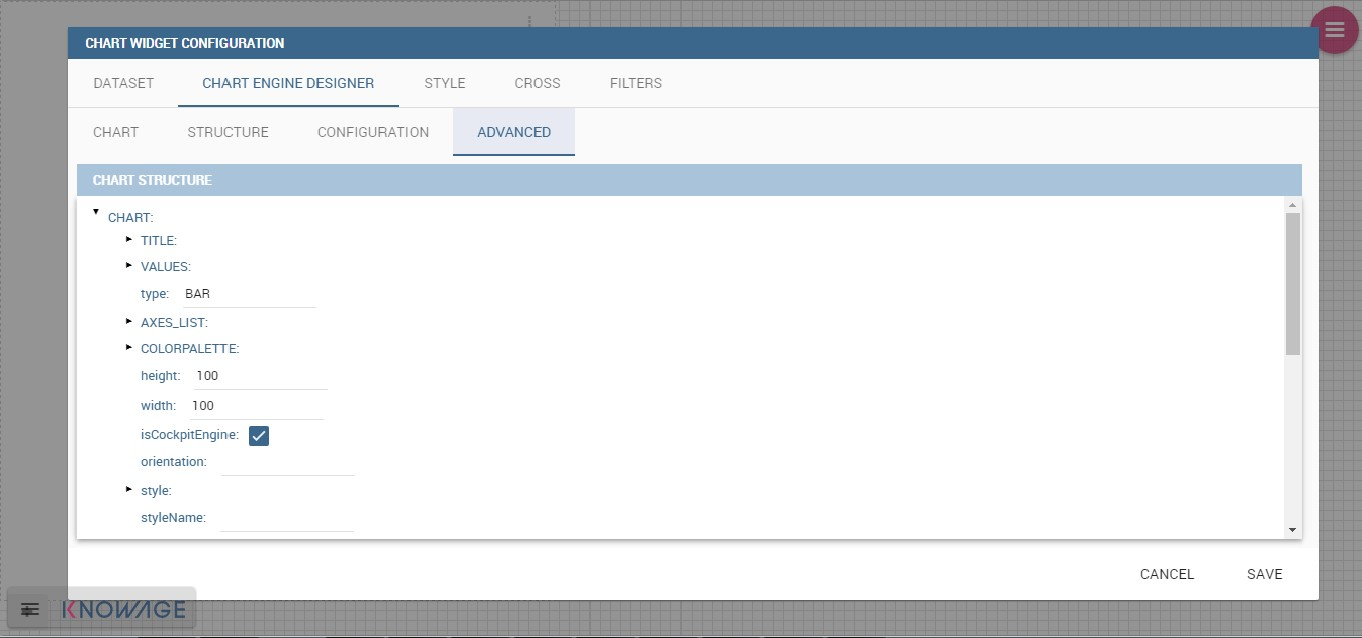 CHART WIDGET CONFIGURATION
DATASET CHART ENGINE DESIGNER STYLE CROSS FILTERS
CHART STRUCTURE CONFIGURATION ADVANCED
CHART STRUCTURE
CHART:
TITLE:
VALUES:
type: BAR
AXES_LIST:
COLORPALETTE:
height: 100
width: 100
isCockpitEngine:
orientation:
style:
styleName:
CANCEL SAVE
KNOWAGE